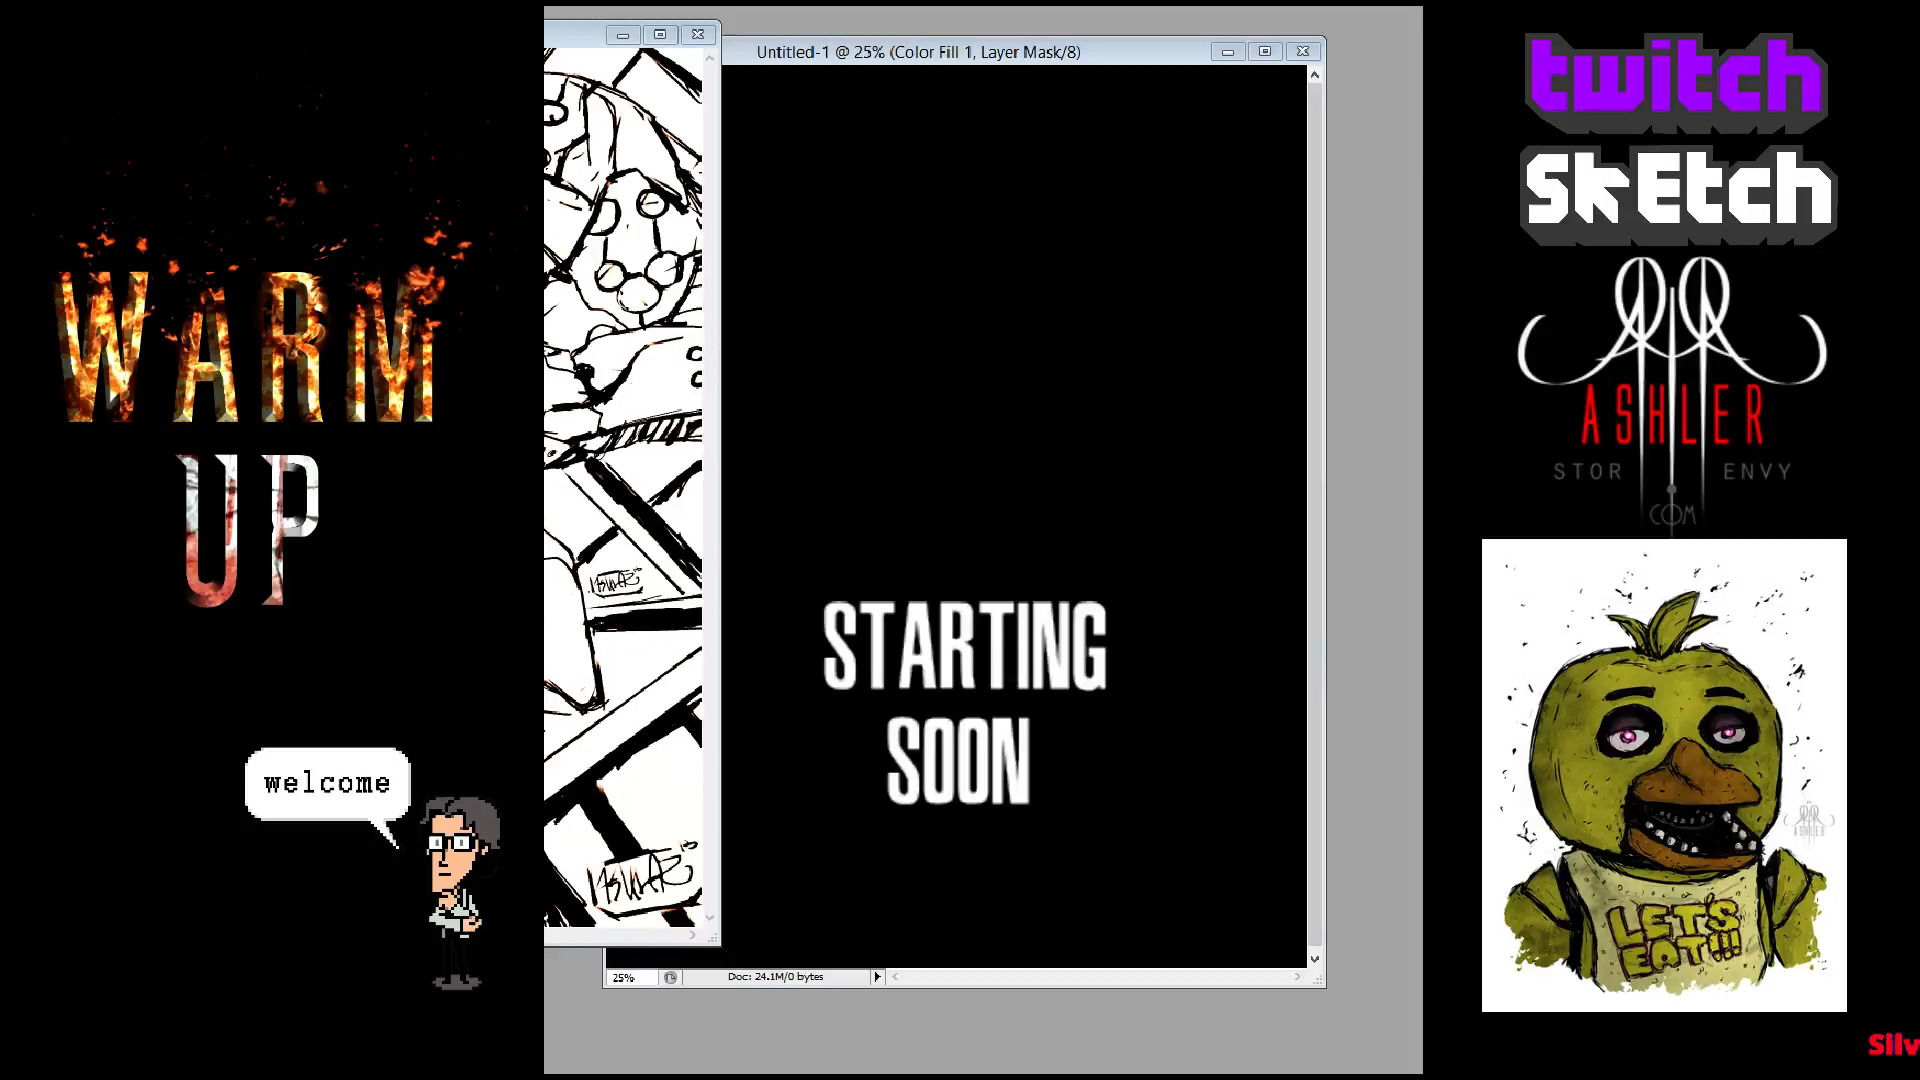 WARM
UP
welcome
Untitled-1 @ 25% (Color Fill 1, Layer Mask/8)
STARTING
SOON
25%
Doc: 24.1M/0 bytes
twitch
SkEtch
ASHLER
STOR ENVY
COM
ASHLER
LET'S
EAT!!!
Silv